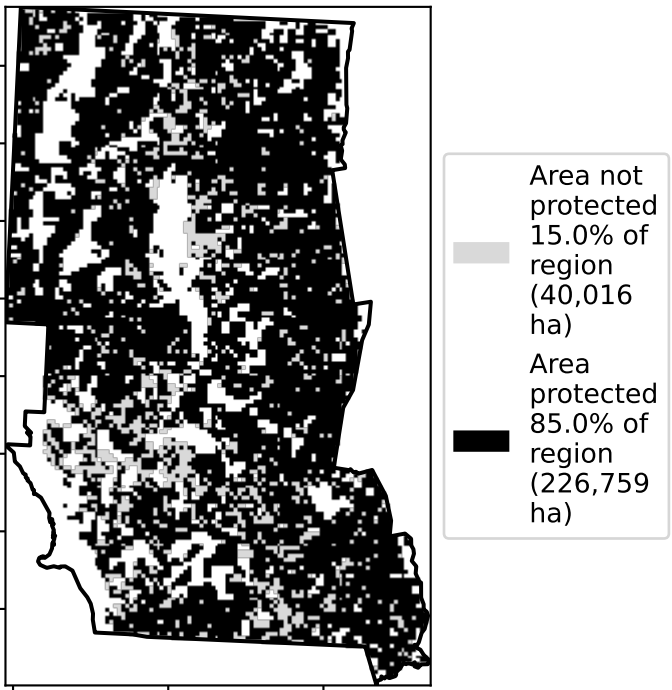 Area not
protected
15.0% of
region
(40,016
ha)
Area
protected
85.0% of
region
(226,759
ha)